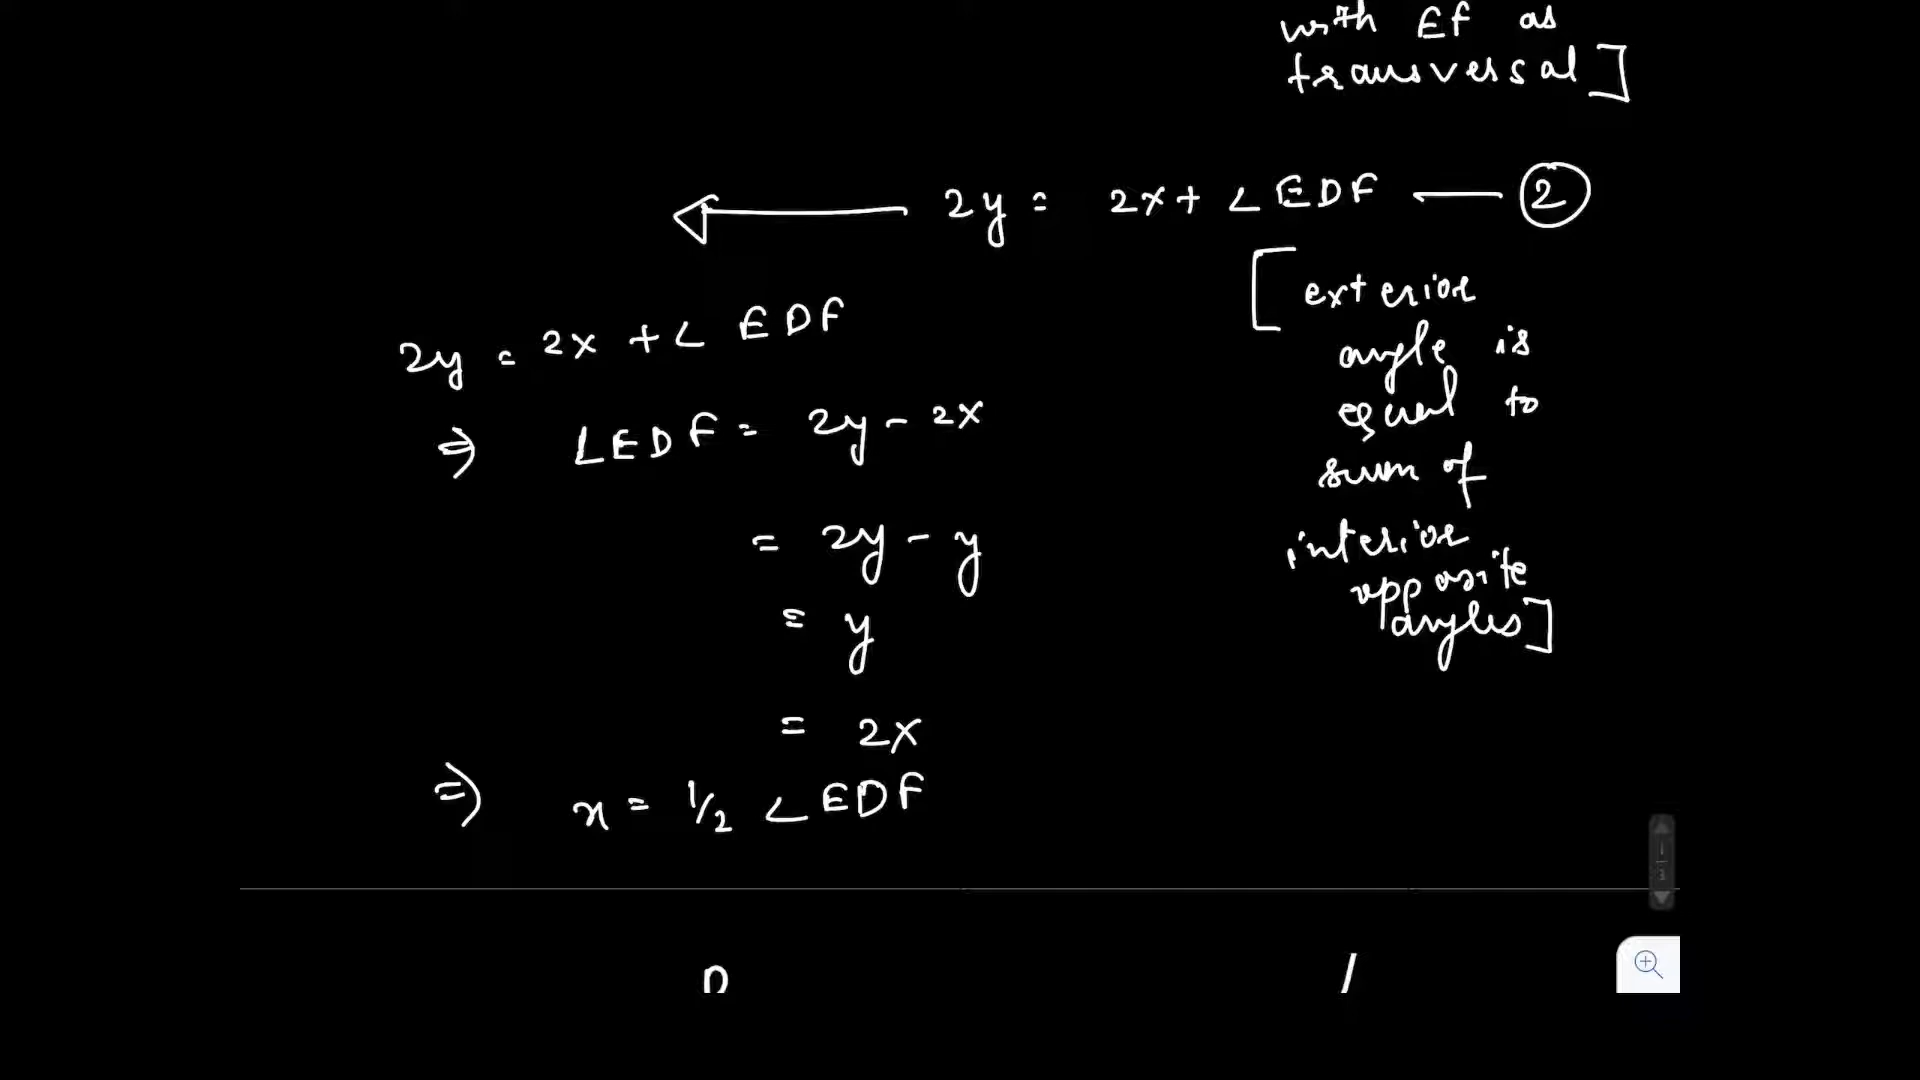 with EF as
transversal]
2y = 2x + ∠EDF — ②
[exterior
angle is
equal to
sum of
interior
opposite
angles]
2y = 2x + ∠EDF
⇒ ∠EDF = 2y - 2x
= 2y - y
= y
= 2x
⇒ x = 1/2 ∠EDF